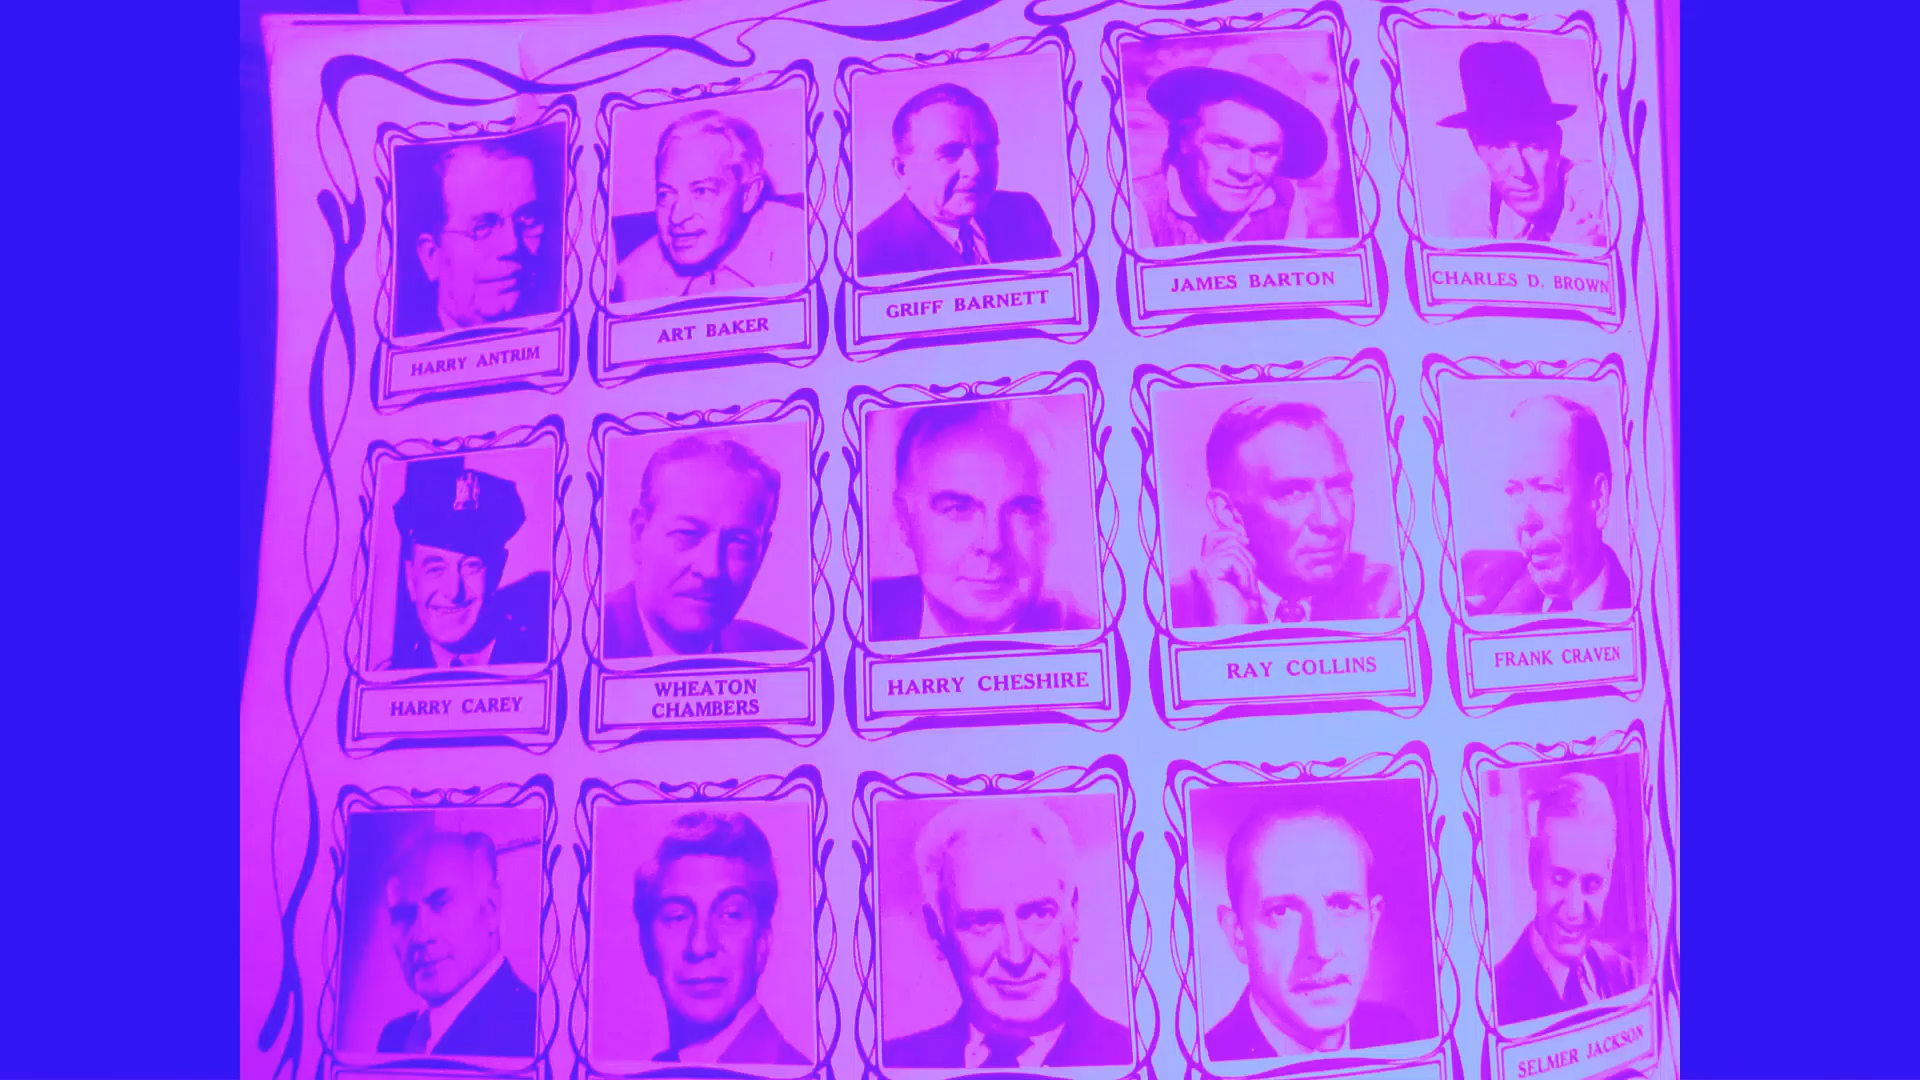 HARRY ANTRIM
ART BAKER
GRIFF BARNETT
JAMES BARTON
CHARLES D. BROWN
HARRY CAREY
WHEATON
CHAMBERS
HARRY CHESHIRE
RAY COLLINS
FRANK CRAVEN
SELMER JACKSON